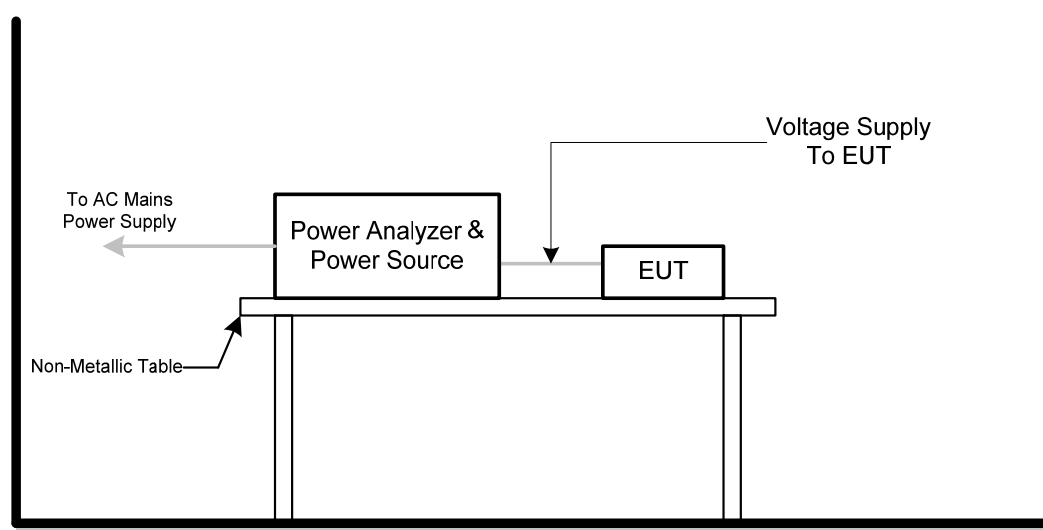 Voltage Supply
To EUT
To AC Mains
Power Supply
Power Analyzer &
Power Source
EUT
Non-Metallic Table